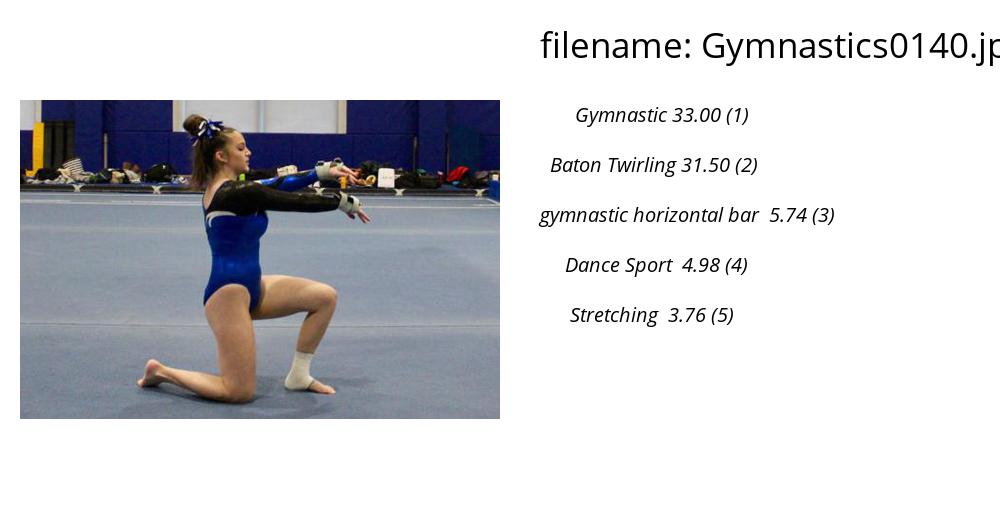 filename: Gymnastics0140.jp
Gymnastic 33.00 (1)
Baton Twirling 31.50 (2)
gymnastic horizontal bar 5.74 (3)
Dance Sport 4.98 (4)
Stretching 3.76 (5)